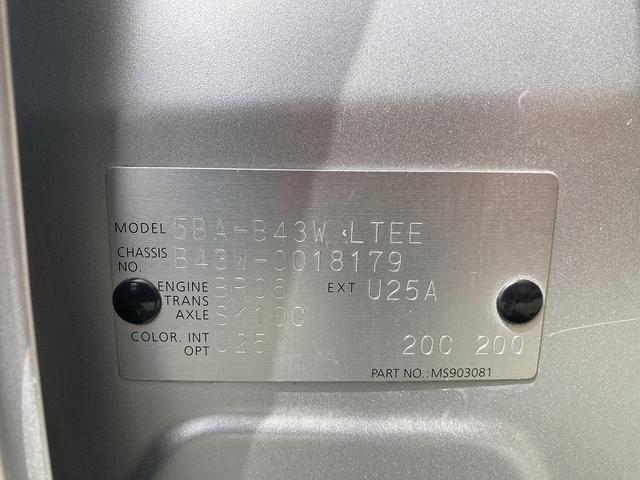 MODEL 5BA-B43W LTEE
CHASSIS NO. B43W-0018179
ENGINE BR06 EXT U25A
TRANS AXLE
COLOR. INT U25
OPT 20C 200
PART NO.:MS903081